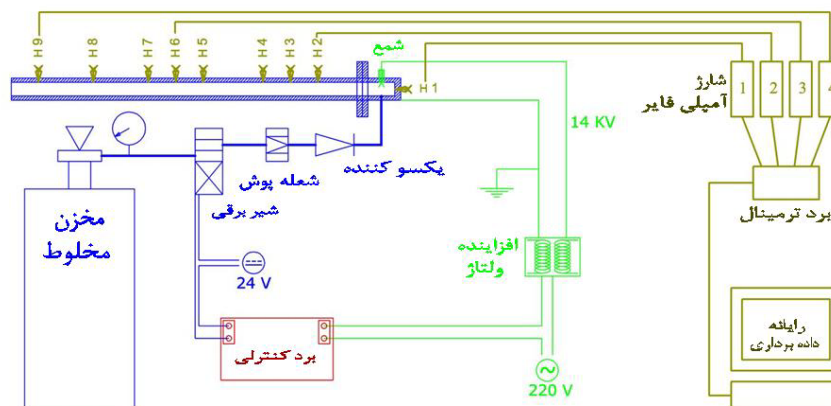 H9
H8
H7
H6
H5
H4
H3
H2
شمع
H1
شارژ
آمپلی فایر
1
2
3
4
14 KV
یکسو کننده
شعله پوش
شیر برقی
مخزن
مخلوط
برد ترمینال
افزاینده
ولتاژ
24 V
برد کنترلی
رایانه
داده برداری
220 V